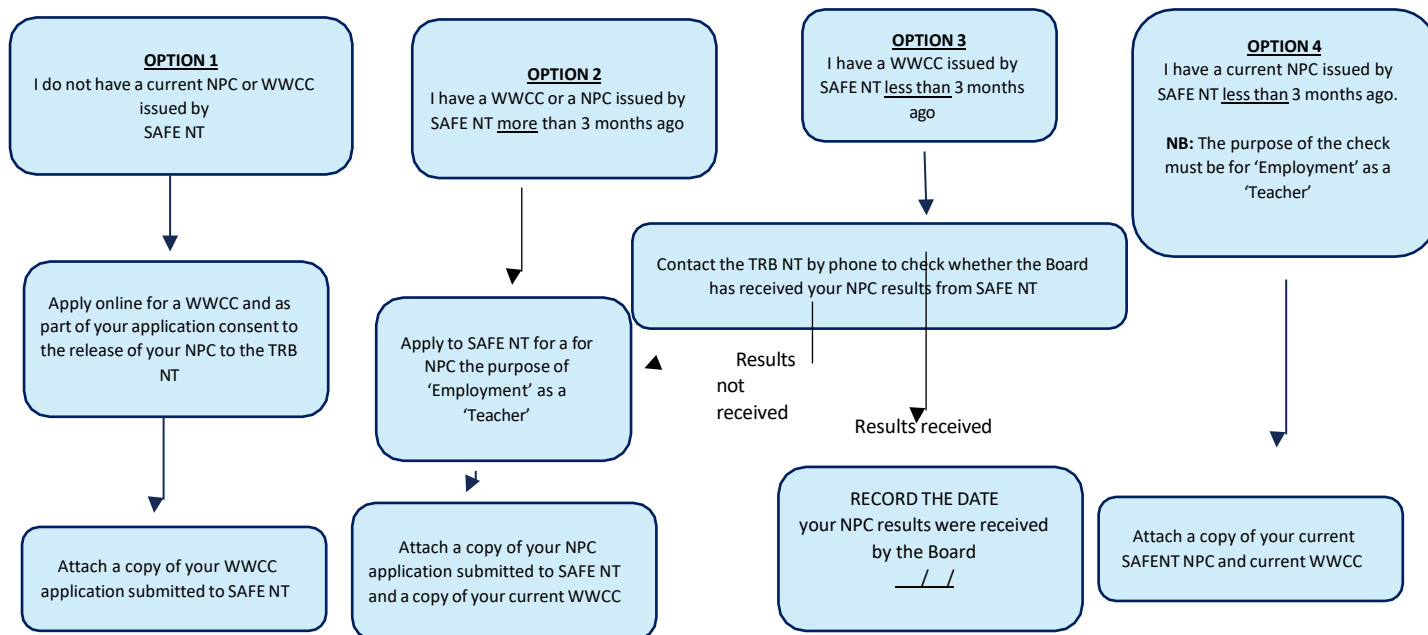 OPTION 1
I do not have a current NPC or WWCC
issued by
SAFE NT
OPTION 2
I have a WWCC or a NPC issued by
SAFE NT more than 3 months ago
OPTION 3
I have a WWCC issued by
SAFE NT less than 3 months
ago
OPTION 4
I have a current NPC issued by
SAFE NT less than 3 months ago.
NB: The purpose of the check
must be for ‘Employment’ as a
‘Teacher’
Contact the TRB NT by phone to check whether the Board
has received your NPC results from SAFE NT
Apply online for a WWCC and as
part of your application consent to
the release of your NPC to the TRB
NT
Apply to SAFE NT for a for
NPC the purpose of
‘Employment’ as a
‘Teacher’
Results
not
received
Results received
Attach a copy of your WWCC
application submitted to SAFE NT
Attach a copy of your NPC
application submitted to SAFE NT
and a copy of your current WWCC
RECORD THE DATE
your NPC results were received
by the Board
__/__/__
Attach a copy of your current
SAFENT NPC and current WWCC